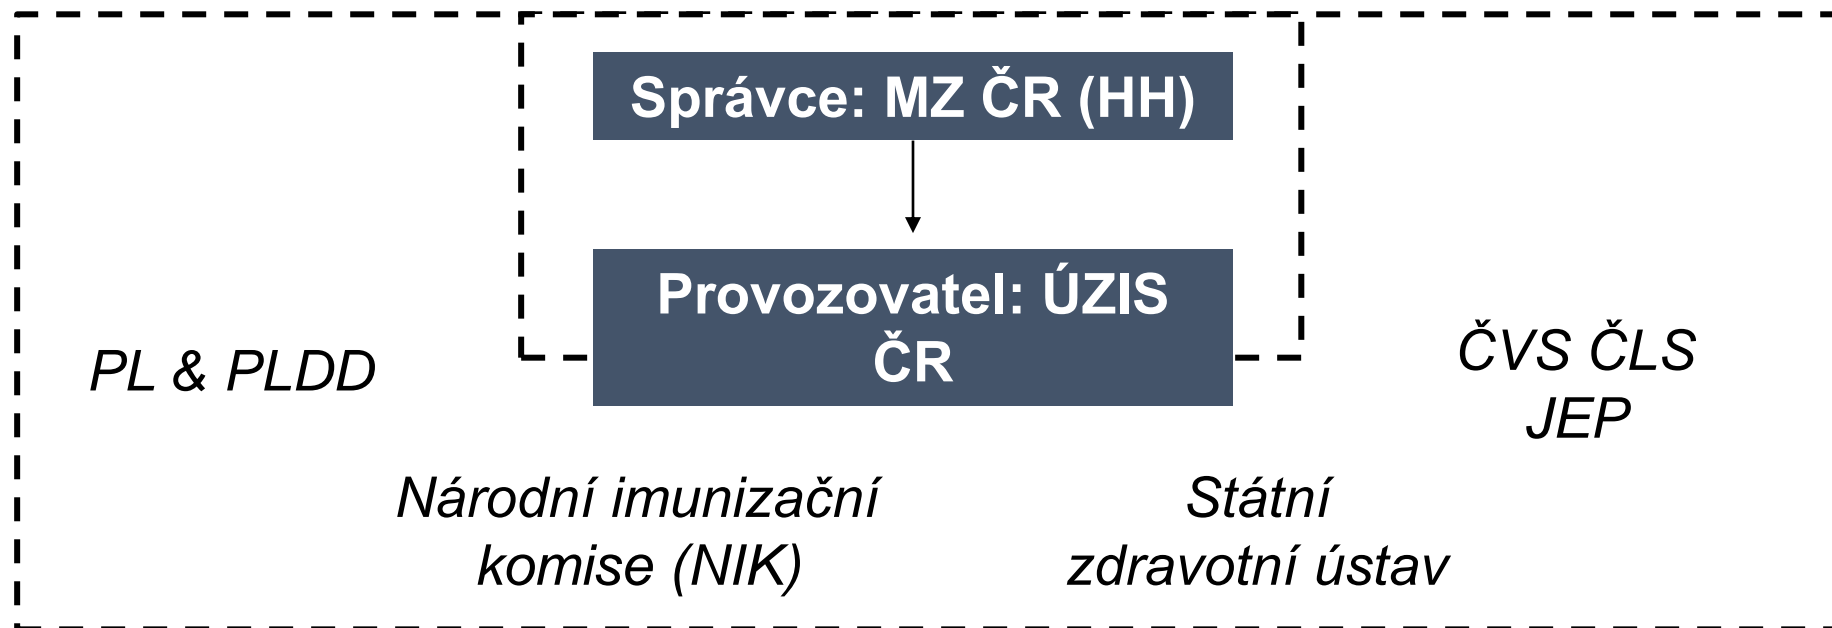 Správce: MZ ČR (HH)
Provozovatel: ÚZIS
ČR
PL & PLDD
ČVS ČLS
JEP
Národní imunizační
komise (NIK)
Státní
zdravotní ústav